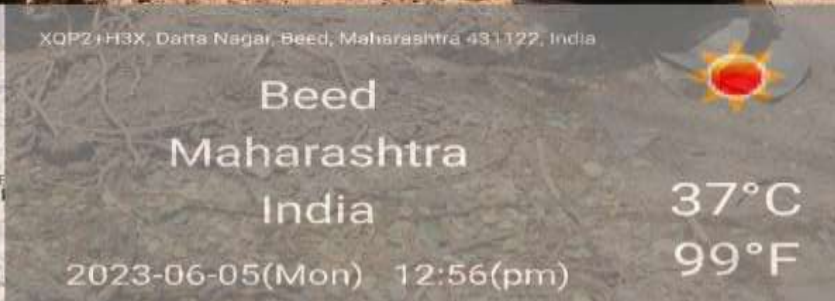 XQP2+H3X, Datta Nagar, Beed, Maharashtra 431122, India
Beed
Maharashtra
India
37°C
99°F
2023-06-05(Mon) 12:56(pm)